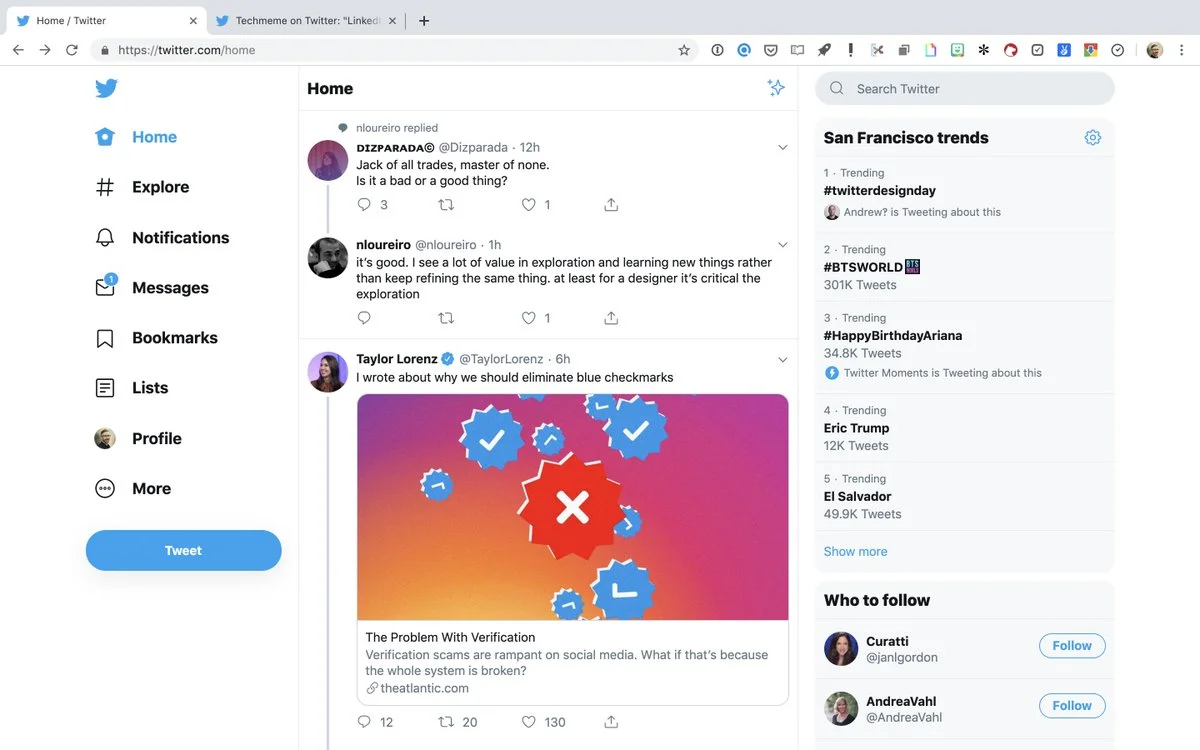 Home / Twitter
Techmeme on Twitter: "Linked
https://twitter.com/home
Home
Explore
Notifications
1
Messages
Bookmarks
Lists
Profile
More
Tweet
Home
nloureiro replied
DIZPARADA© @Dizparada · 12h
Jack of all trades, master of none.
Is it a bad or a good thing?
3
1
nloureiro @nloureiro · 1h
it's good. I see a lot of value in exploration and learning new things rather
than keep refining the same thing. at least for a designer it's critical the
exploration
1
Taylor Lorenz @TaylorLorenz · 6h
I wrote about why we should eliminate blue checkmarks
The Problem With Verification
Verification scams are rampant on social media. What if that's because
the whole system is broken?
theatlantic.com
12
20
130
Search Twitter
San Francisco trends
1 · Trending
#twitterdesignday
Andrew‽ is Tweeting about this
2 · Trending
#BTSWORLD
BTS
WORLD
301K Tweets
3 · Trending
#HappyBirthdayAriana
34.8K Tweets
Twitter Moments is Tweeting about this
4 · Trending
Eric Trump
12K Tweets
5 · Trending
El Salvador
49.9K Tweets
Show more
Who to follow
Curatti
@janlgordon
Follow
AndreaVahl
@AndreaVahl
Follow